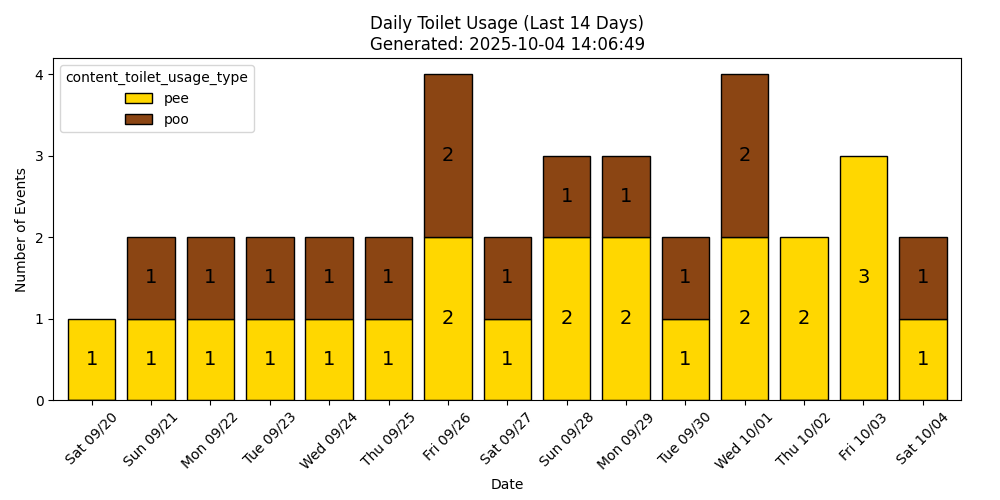 Daily Toilet Usage (Last 14 Days)
Generated: 2025-10-04 14:06:49
content_toilet_usage_type
pee
poo
Number of Events
4
3
2
1
0
2 2
1 1 1
1 1 1 1 1 1 1 1
2 2 2 2 2 3
1 1 1 1 1 1 1 1 1
Sat 09/20
Sun 09/21
Mon 09/22
Tue 09/23
Wed 09/24
Thu 09/25
Fri 09/26
Sat 09/27
Sun 09/28
Mon 09/29
Tue 09/30
Wed 10/01
Thu 10/02
Fri 10/03
Sat 10/04
Date